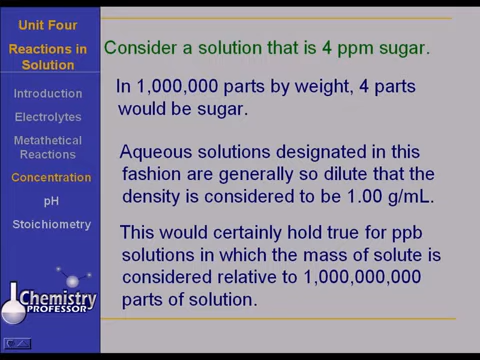 Unit Four
Reactions in
Solution
Introduction
Electrolytes
Metathetical
Reactions
Concentration
pH
Stoichiometry
Chemistry
PROFESSOR
Consider a solution that is 4 ppm sugar.
In 1,000,000 parts by weight, 4 parts
would be sugar.
Aqueous solutions designated in this
fashion are generally so dilute that the
density is considered to be 1.00 g/mL.
This would certainly hold true for ppb
solutions in which the mass of solute is
considered relative to 1,000,000,000
parts of solution.